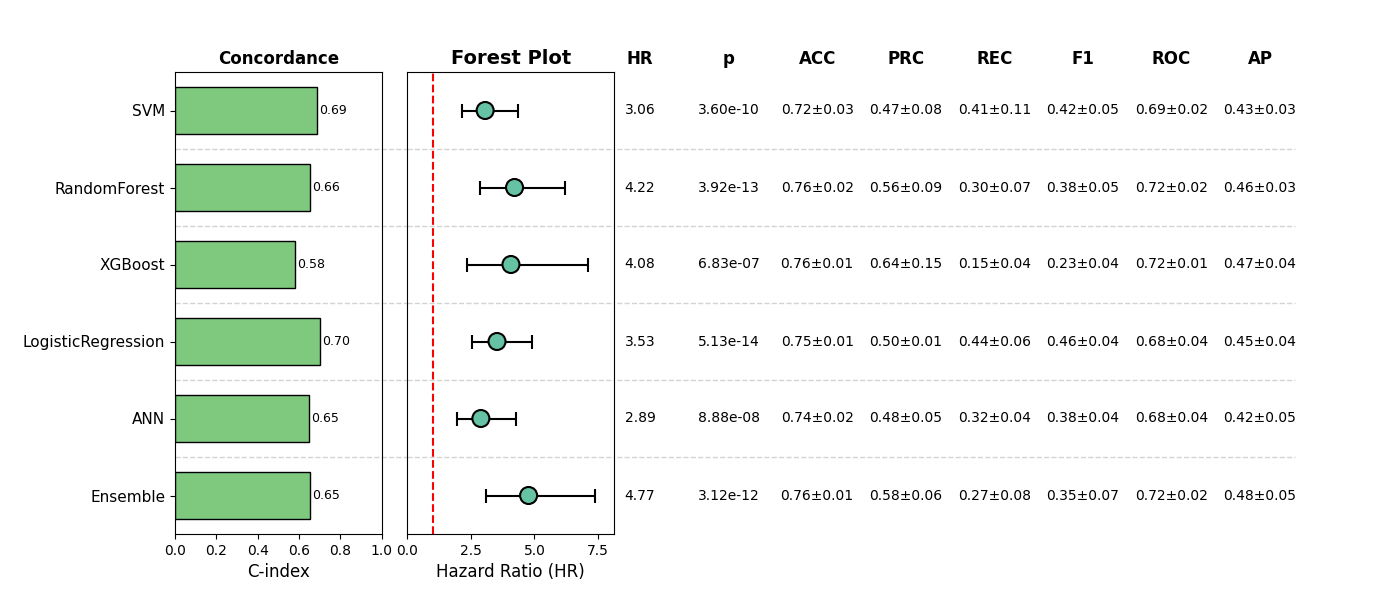 Concordance Forest Plot HR p ACC PRC REC F1 ROC AP
SVM 0.69 3.06 3.60e-10 0.72±0.03 0.47±0.08 0.41±0.11 0.42±0.05 0.69±0.02 0.43±0.03
RandomForest 0.66 4.22 3.92e-13 0.76±0.02 0.56±0.09 0.30±0.07 0.38±0.05 0.72±0.02 0.46±0.03
XGBoost 0.58 4.08 6.83e-07 0.76±0.01 0.64±0.15 0.15±0.04 0.23±0.04 0.72±0.01 0.47±0.04
LogisticRegression 0.70 3.53 5.13e-14 0.75±0.01 0.50±0.01 0.44±0.06 0.46±0.04 0.68±0.04 0.45±0.04
ANN 0.65 2.89 8.88e-08 0.74±0.02 0.48±0.05 0.32±0.04 0.38±0.04 0.68±0.04 0.42±0.05
Ensemble 0.65 4.77 3.12e-12 0.76±0.01 0.58±0.06 0.27±0.08 0.35±0.07 0.72±0.02 0.48±0.05
0.0 0.2 0.4 0.6 0.8 1.0 0.0 2.5 5.0 7.5
C-index Hazard Ratio (HR)